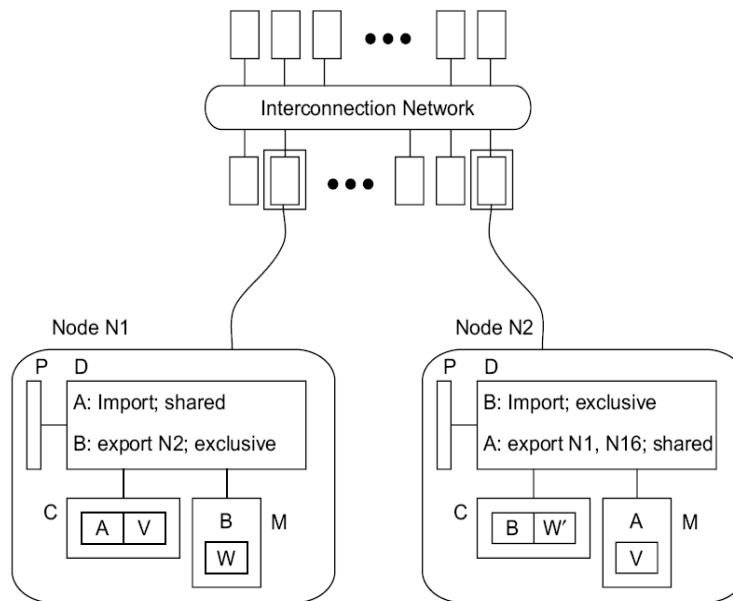 Interconnection Network
Node N1
P D
A: Import; shared
B: export N2; exclusive
C
A V
B
W
M
Node N2
P D
B: Import; exclusive
A: export N1, N16; shared
C
B W′
A
V
M